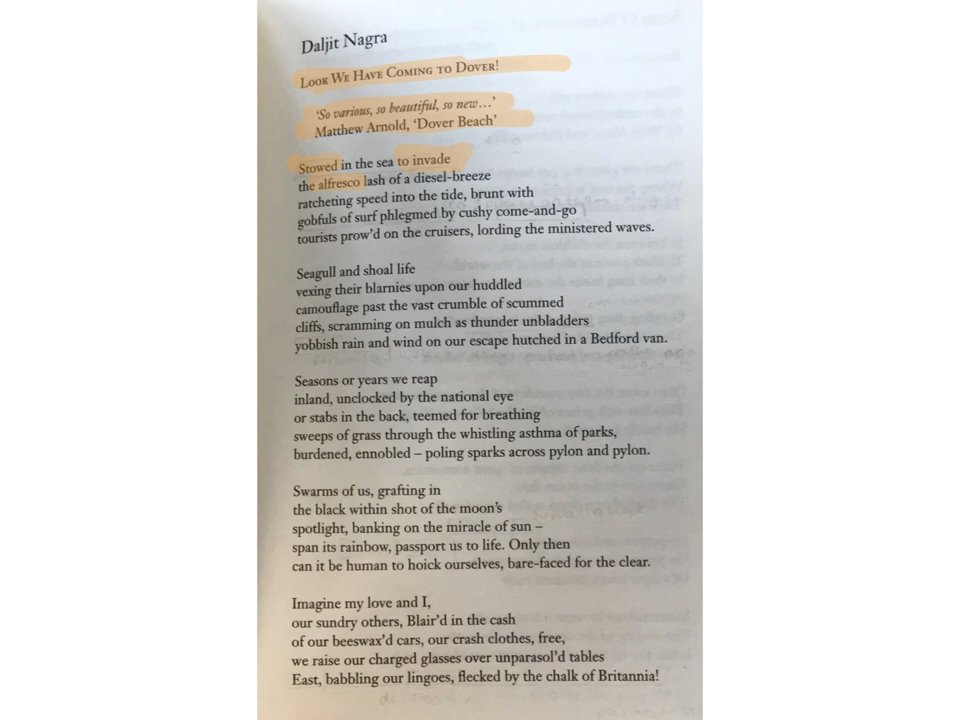 Daljit Nagra
Look We Have Coming to Dover!
‘So various, so beautiful, so new…’
Matthew Arnold, ‘Dover Beach’
Stowed in the sea to invade
the alfresco lash of a diesel-breeze
ratcheting speed into the tide, brunt with
gobfuls of surf phlegmed by cushy come-and-go
tourists prow’d on the cruisers, lording the ministered waves.
Seagull and shoal life
vexing their blarnies upon our huddled
camouflage past the vast crumble of scummed
cliffs, scramming on mulch as thunder unbladders
yobbish rain and wind on our escape hutched in a Bedford van.
Seasons or years we reap
inland, unclocked by the national eye
or stabs in the back, teemed for breathing
sweeps of grass through the whistling asthma of parks,
burdened, ennobled – poling sparks across pylon and pylon.
Swarms of us, grafting in
the black within shot of the moon’s
spotlight, banking on the miracle of sun –
span its rainbow, passport us to life. Only then
can it be human to hoick ourselves, bare-faced for the clear.
Imagine my love and I,
our sundry others, Blair’d in the cash
of our beeswax’d cars, our crash clothes, free,
we raise our charged glasses over unparasol’d tables
East, babbling our lingoes, flecked by the chalk of Britannia!